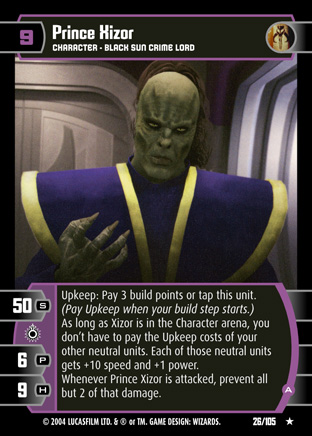 9
Prince Xizor
CHARACTER - BLACK SUN CRIME LORD
50 S
6 P
9 H
Upkeep: Pay 3 build points or tap this unit.
(Pay Upkeep when your build step starts.)
As long as Xizor is in the Character arena, you
don't have to pay the Upkeep costs of your
other neutral units. Each of those neutral units
gets +10 speed and +1 power.
Whenever Prince Xizor is attacked, prevent all
but 2 of that damage.
A
© 2004 LUCASFILM LTD. & ® or TM. GAME DESIGN: WIZARDS.
26/105